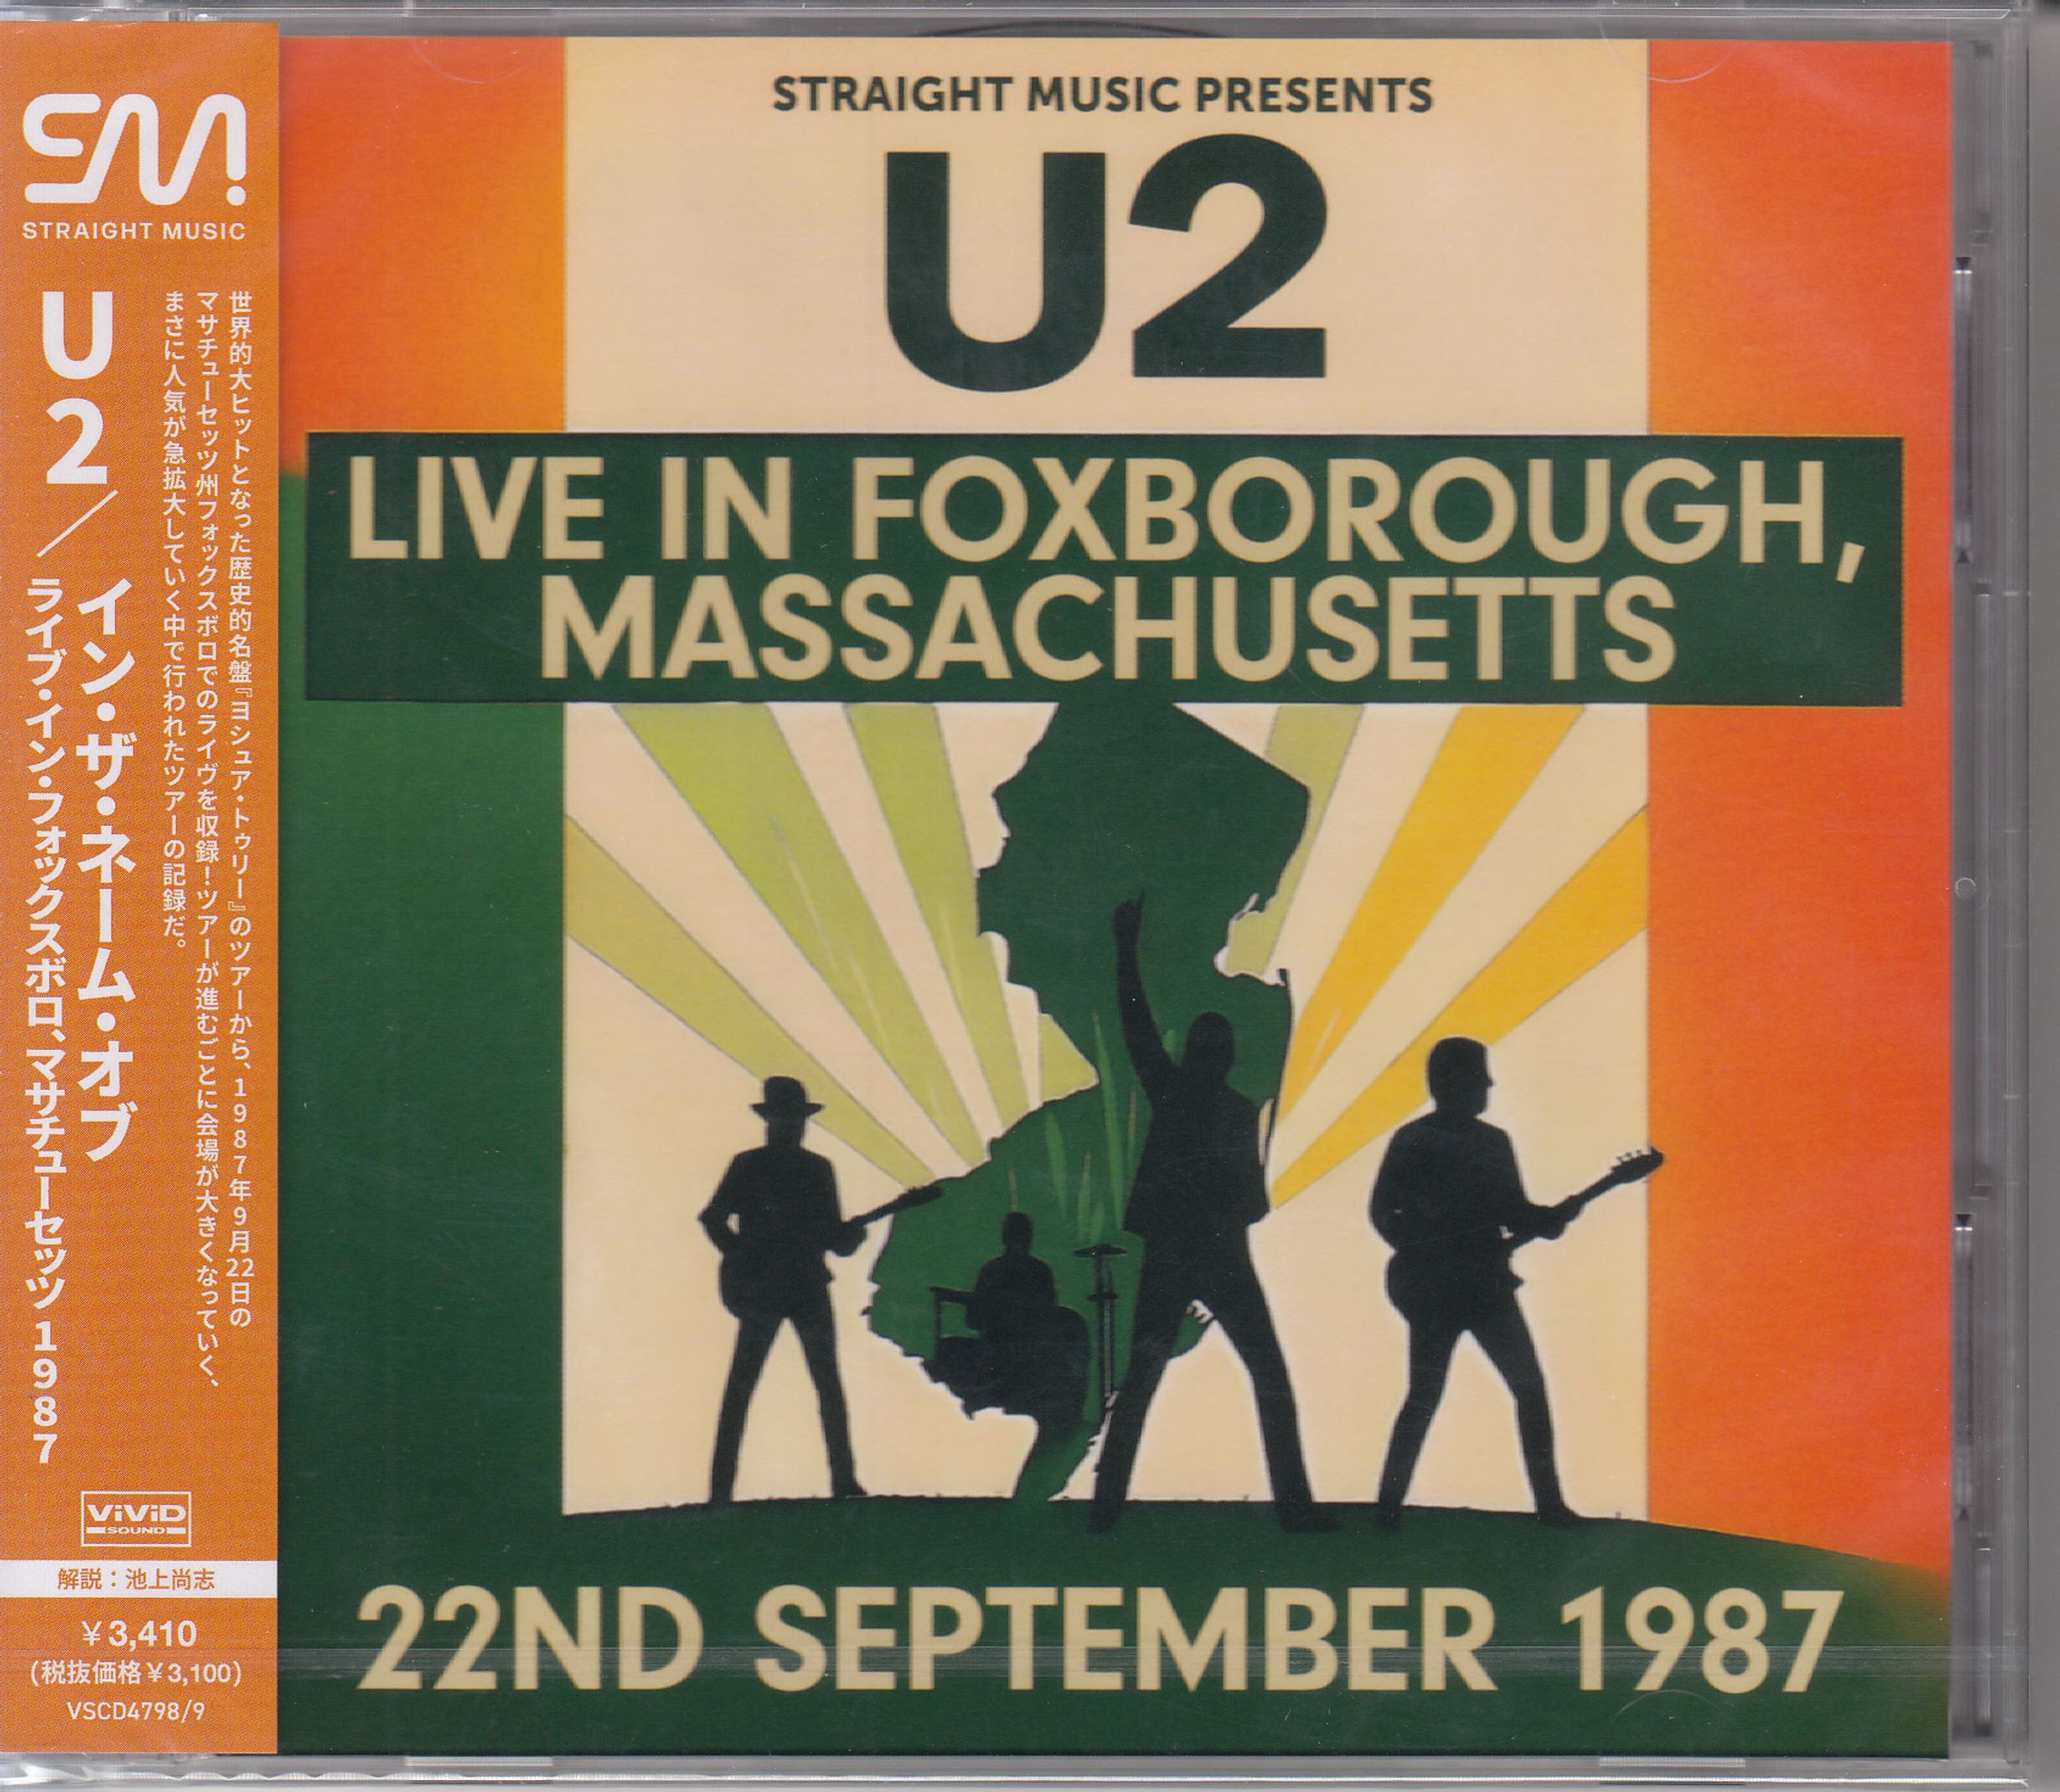 SM!
STRAIGHT MUSIC
世界的大ヒットとなった歴史的名盤『ヨシュア・トゥリー』のツアーから、1987年9月22日の
マサチューセッツ州フォックスボロでのライヴを収録！ツアーが進むごとに会場が大きくなっていく、
まさに人気が急拡大していく中で行われたツアーの記録だ。
U2／イン・ザ・ネーム・オブ
ライブ・イン・フォックスボロ、マサチューセッツ 1987
ViViD
SOUND
解説：池上尚志
￥3,410
(税抜価格￥3,100)
VSCD4798/9
STRAIGHT MUSIC PRESENTS
U2
LIVE IN FOXBOROUGH,
MASSACHUSETTS
22ND SEPTEMBER 1987